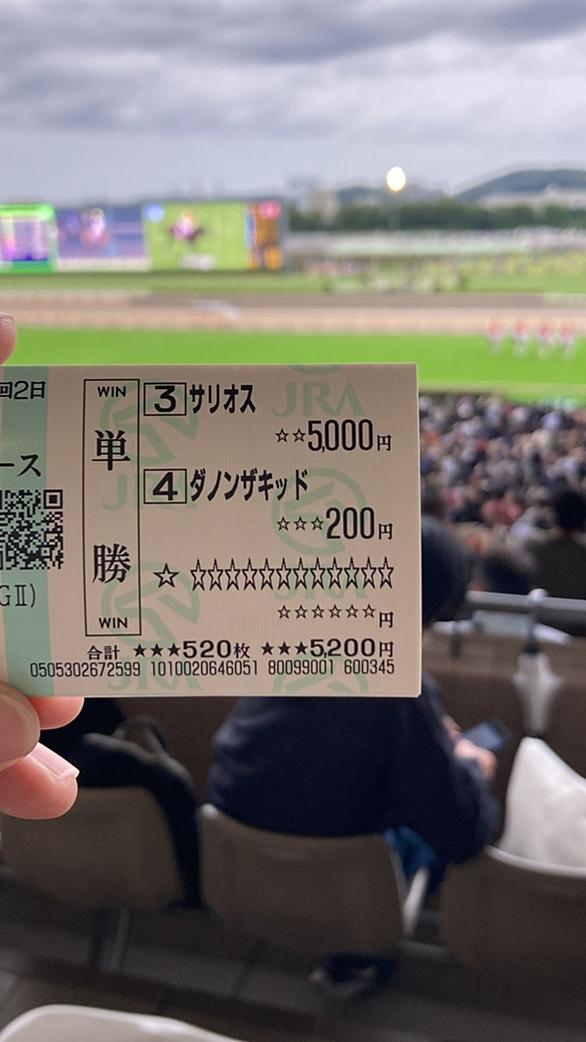 回2日
ース
GⅡ)
WIN
単
勝
WIN
3 サリオス
☆☆5,000円
4 ダノンザキッド
☆☆☆200円
☆ ☆☆☆☆☆☆☆☆☆☆☆☆
☆☆☆☆☆☆円
合計 ★★★520枚 ★★★5,200円
0505302672599 1010020646051 80099001 600345
JRA